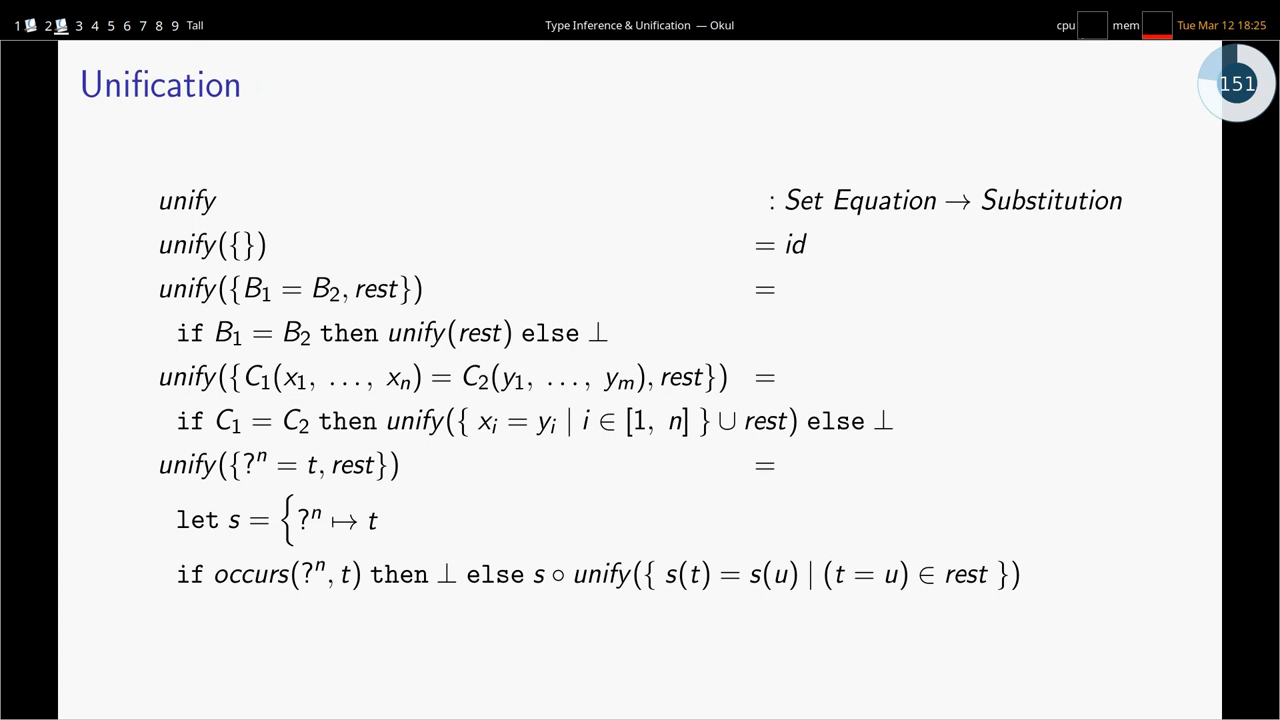 1 2 3 4 5 6 7 8 9 Tall Type Inference & Unification — Okul cpu mem Tue Mar 12 18:25
Unification
151
unify : Set Equation → Substitution
unify({}) = id
unify({B₁ = B₂, rest}) =
if B₁ = B₂ then unify(rest) else ⊥
unify({C₁(x₁, ..., xₙ) = C₂(y₁, ..., yₘ), rest}) =
if C₁ = C₂ then unify({ xᵢ = yᵢ | i ∈ [1, n] } ∪ rest) else ⊥
unify({?ⁿ = t, rest}) =
let s = { ?ⁿ ↦ t
if occurs(?ⁿ, t) then ⊥ else s ∘ unify({ s(t) = s(u) | (t = u) ∈ rest })